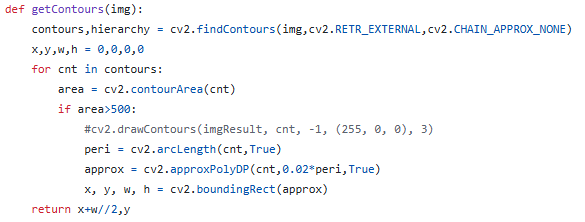 def getContours(img):
    contours,hierarchy = cv2.findContours(img,cv2.RETR_EXTERNAL,cv2.CHAIN_APPROX_NONE)
    x,y,w,h = 0,0,0,0
    for cnt in contours:
        area = cv2.contourArea(cnt)
        if area>500:
            #cv2.drawContours(imgResult, cnt, -1, (255, 0, 0), 3)
            peri = cv2.arcLength(cnt,True)
            approx = cv2.approxPolyDP(cnt,0.02*peri,True)
            x, y, w, h = cv2.boundingRect(approx)
    return x+w//2,y